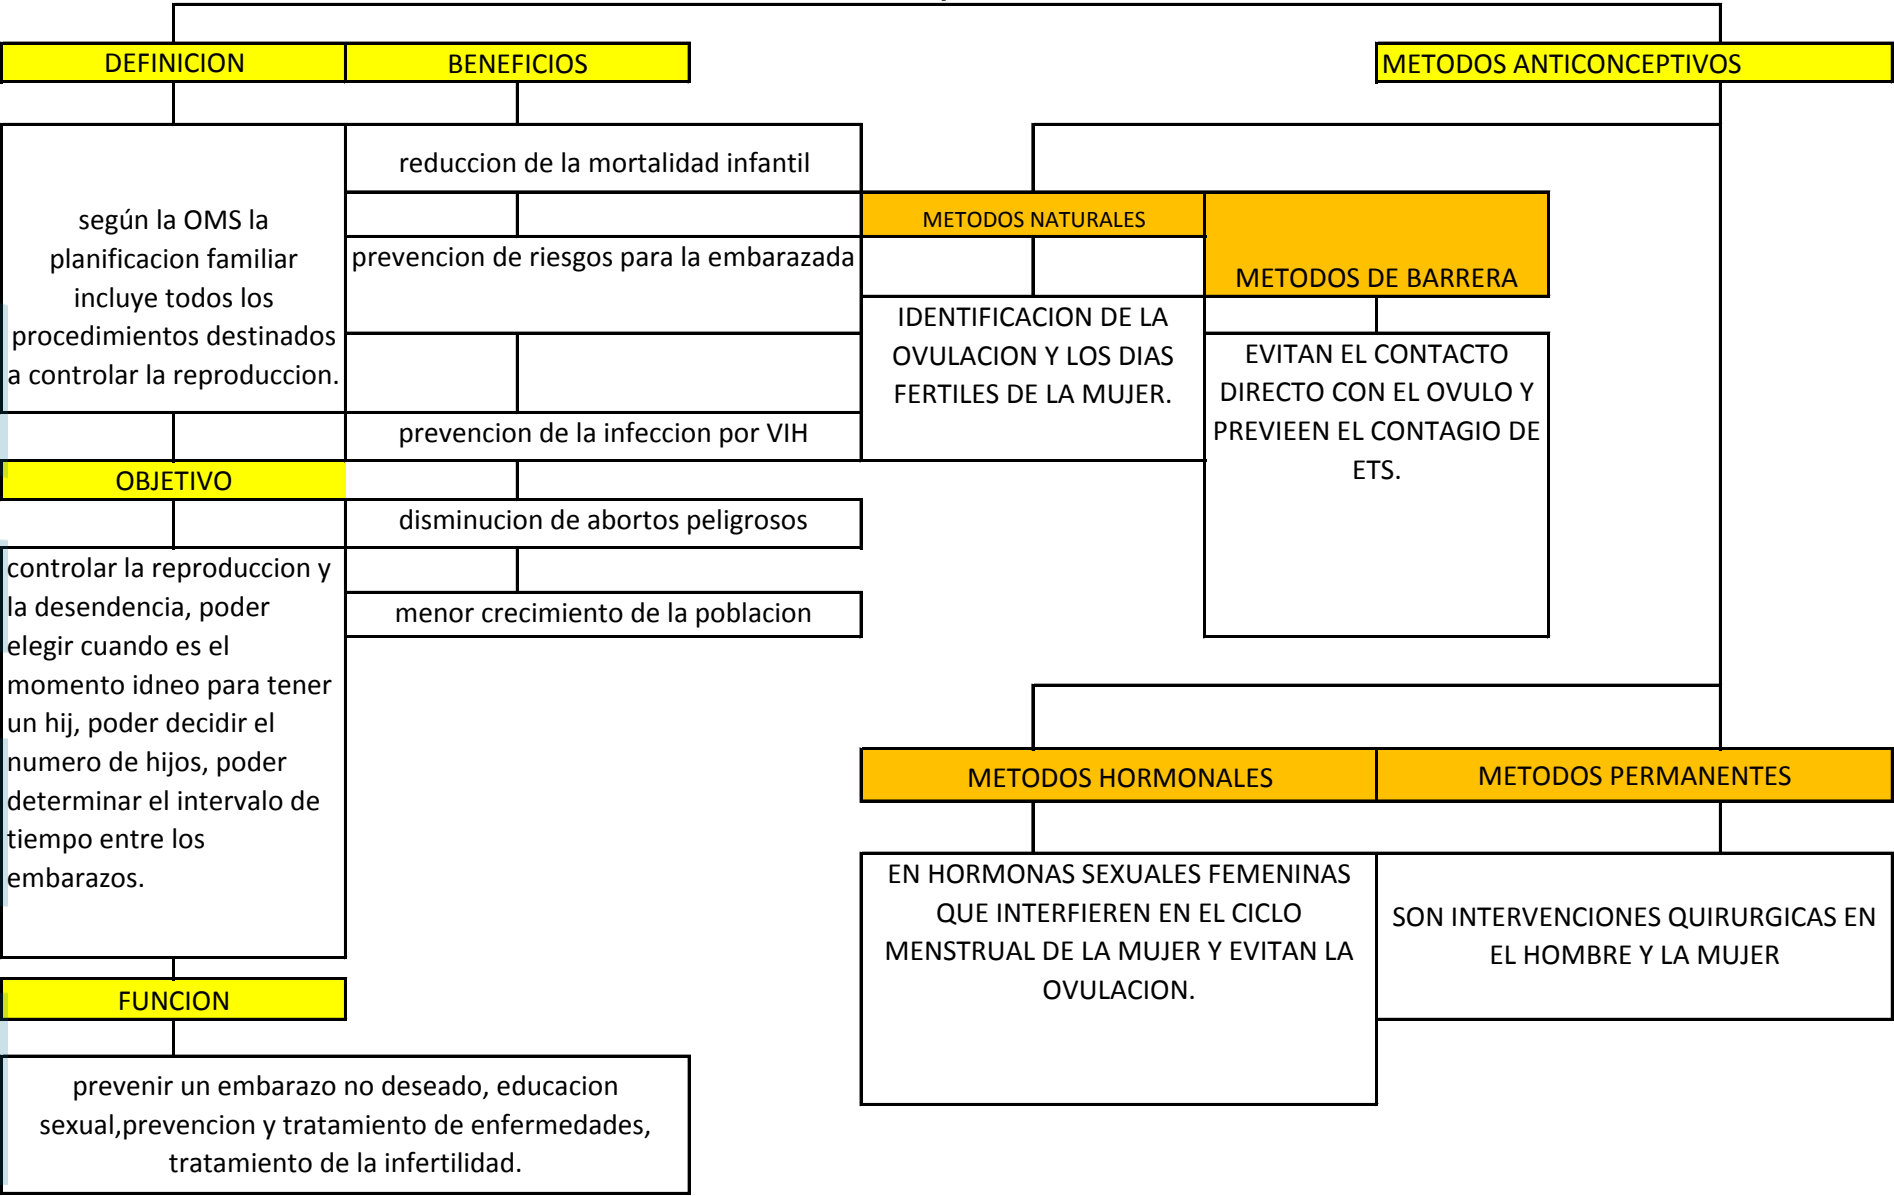 DEFINICION
BENEFICIOS
METODOS ANTICONCEPTIVOS
según la OMS la
planificacion familiar
incluye todos los
procedimientos destinados
a controlar la reproduccion.
reduccion de la mortalidad infantil
prevencion de riesgos para la embarazada
prevencion de la infeccion por VIH
disminucion de abortos peligrosos
menor crecimiento de la poblacion
OBJETIVO
controlar la reproduccion y
la desendencia, poder
elegir cuando es el
momento idneo para tener
un hij, poder decidir el
numero de hijos, poder
determinar el intervalo de
tiempo entre los
embarazos.
FUNCION
prevenir un embarazo no deseado, educacion
sexual,prevencion y tratamiento de enfermedades,
tratamiento de la infertilidad.
METODOS NATURALES
IDENTIFICACION DE LA
OVULACION Y LOS DIAS
FERTILES DE LA MUJER.
METODOS DE BARRERA
EVITAN EL CONTACTO
DIRECTO CON EL OVULO Y
PREVIEEN EL CONTAGIO DE
ETS.
METODOS HORMONALES
EN HORMONAS SEXUALES FEMENINAS
QUE INTERFIEREN EN EL CICLO
MENSTRUAL DE LA MUJER Y EVITAN LA
OVULACION.
METODOS PERMANENTES
SON INTERVENCIONES QUIRURGICAS EN
EL HOMBRE Y LA MUJER